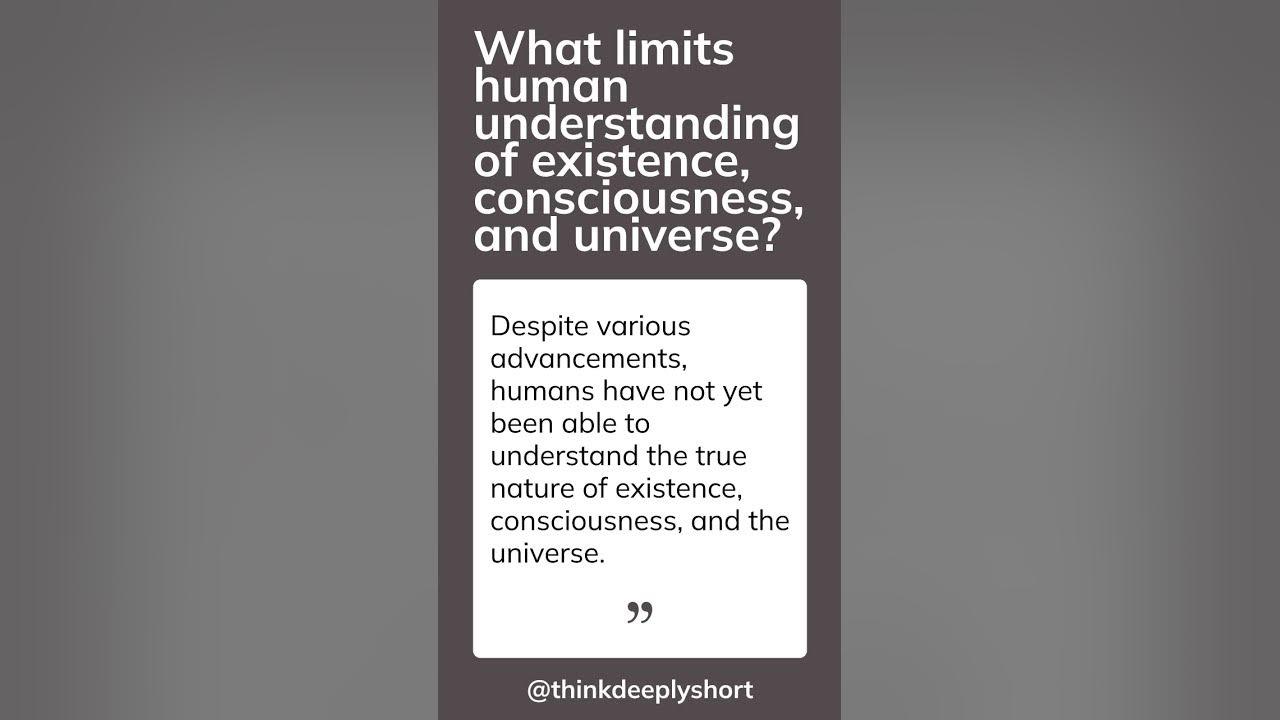 What limits
human
understanding
of existence,
consciousness,
and universe?
Despite various
advancements,
humans have not yet
been able to
understand the true
nature of existence,
consciousness, and the
universe.
”
@thinkdeeplyshort